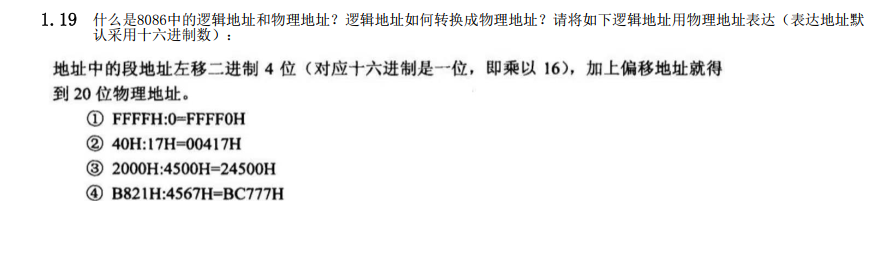 1.19 什么是8086中的逻辑地址和物理地址？逻辑地址如何转换成物理地址？请将如下逻辑地址用物理地址表达（表达地址默
认采用十六进制数）：
地址中的段地址左移二进制 4 位（对应十六进制是一位，即乘以 16），加上偏移地址就得
到 20 位物理地址。
① FFFFH:0=FFFF0H
② 40H:17H=00417H
③ 2000H:4500H=24500H
④ B821H:4567H=BC777H